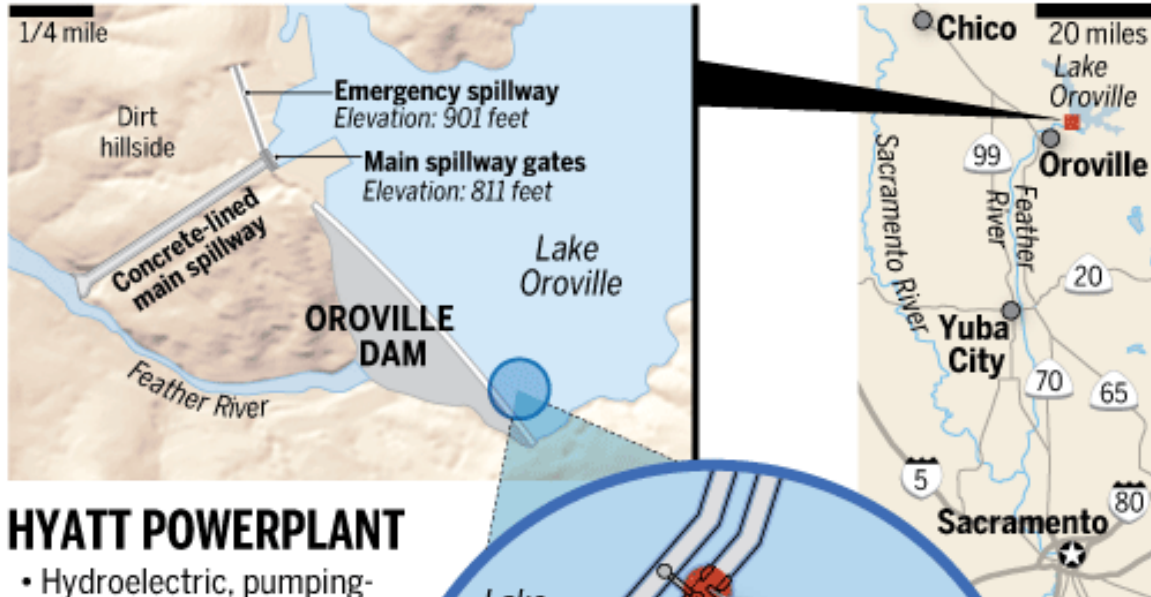 1/4 mile
Dirt
hillside
Emergency spillway
Elevation: 901 feet
Main spillway gates
Elevation: 811 feet
Concrete-lined
main spillway
Lake
Oroville
OROVILLE
DAM
Feather River
Chico
20 miles
Lake
Oroville
99
Oroville
Sacramento River
Feather
River
20
Yuba
City
70
65
5
80
Sacramento
HYATT POWERPLANT
• Hydroelectric, pumping-
Lake